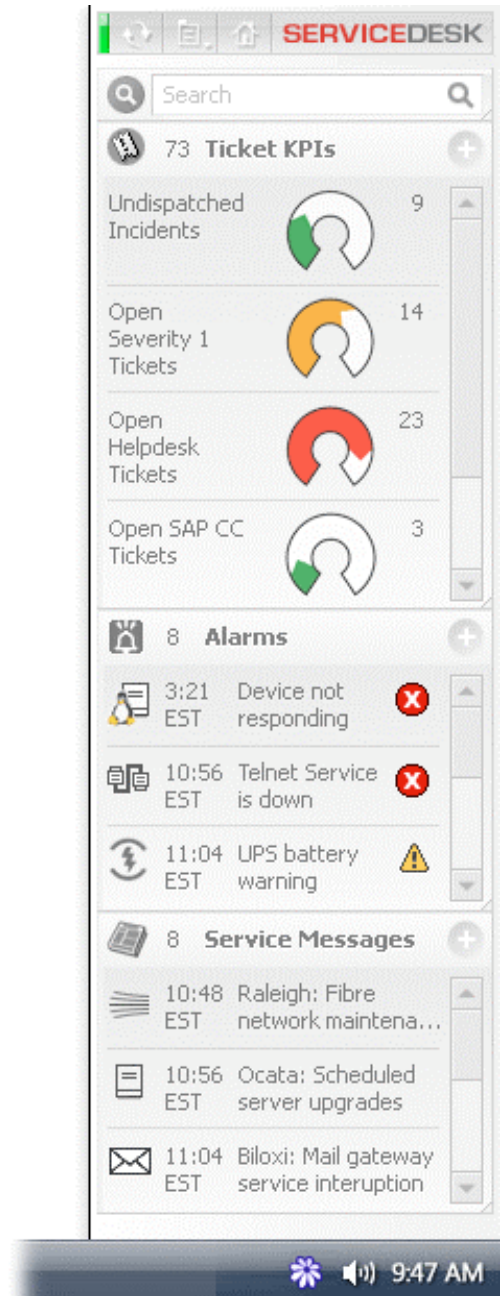 SERVICEDESK
Search
73 Ticket KPIs
Undispatched 9
Incidents
Open 14
Severity 1
Tickets
Open 23
Helpdesk
Tickets
Open SAP CC 3
Tickets
8 Alarms
3:21 Device not
EST responding
10:56 Telnet Service
EST is down
11:04 UPS battery
EST warning
8 Service Messages
10:48 Raleigh: Fibre
EST network maintena...
10:56 Ocata: Scheduled
EST server upgrades
11:04 Biloxi: Mail gateway
EST service interuption
9:47 AM